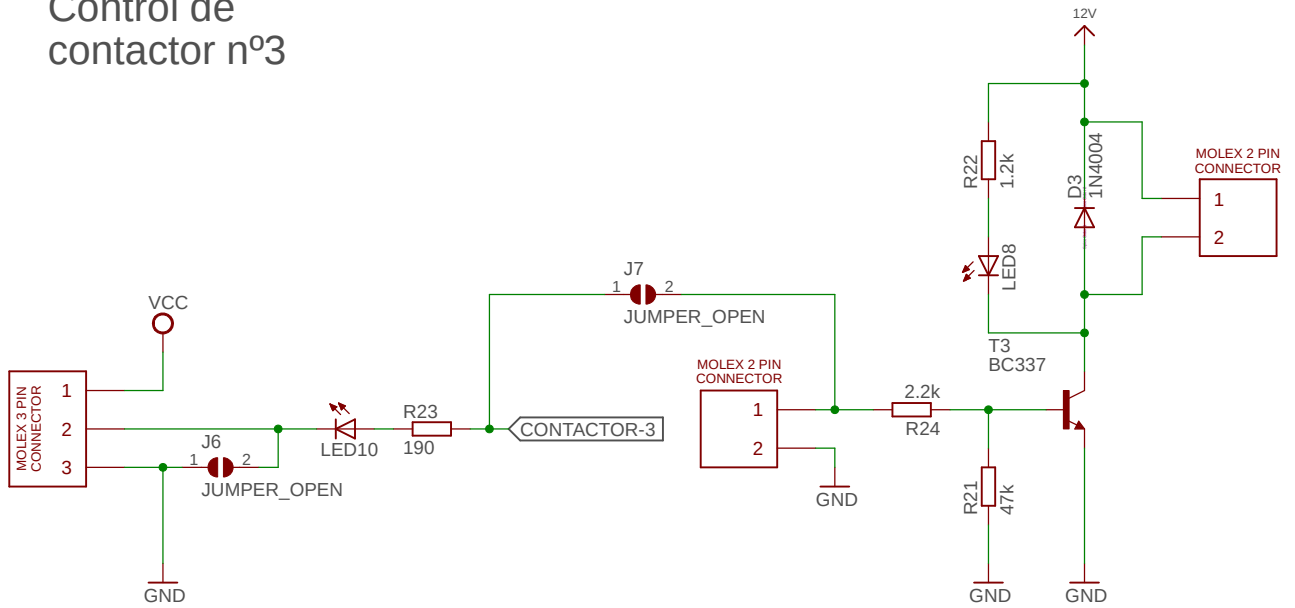 Control de
contactor nº3
12V
R22
1.2k
D3
1N4004
MOLEX 2 PIN
CONNECTOR
1
2
LED8
J7
1 2
JUMPER_OPEN
VCC
T3
BC337
MOLEX 2 PIN
CONNECTOR
1
2
2.2k
R24
MOLEX 3 PIN
CONNECTOR
1
2
3
J6
1 2
JUMPER_OPEN
LED10
R23
190
CONTACTOR-3
GND
R21
47k
GND
GND
GND